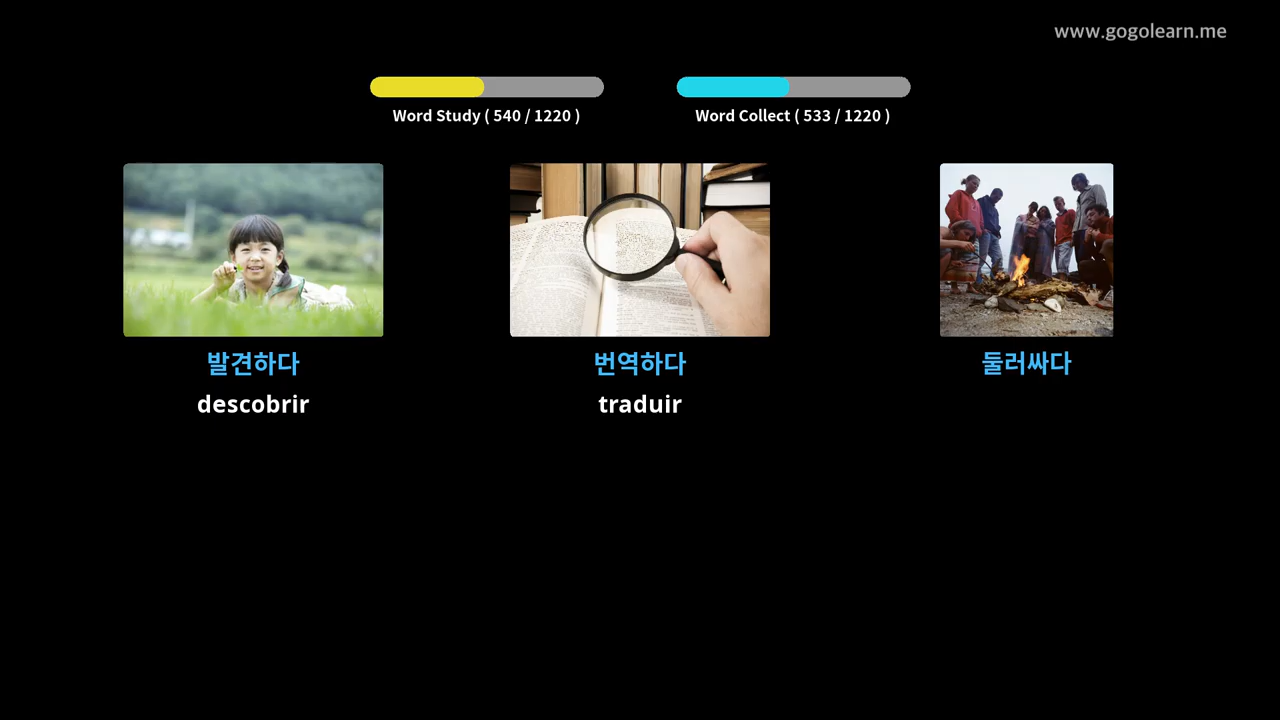 www.gogolearn.me
Word Study ( 540 / 1220 )
Word Collect ( 533 / 1220 )
발견하다
번역하다
둘러싸다
descobrir
traduir